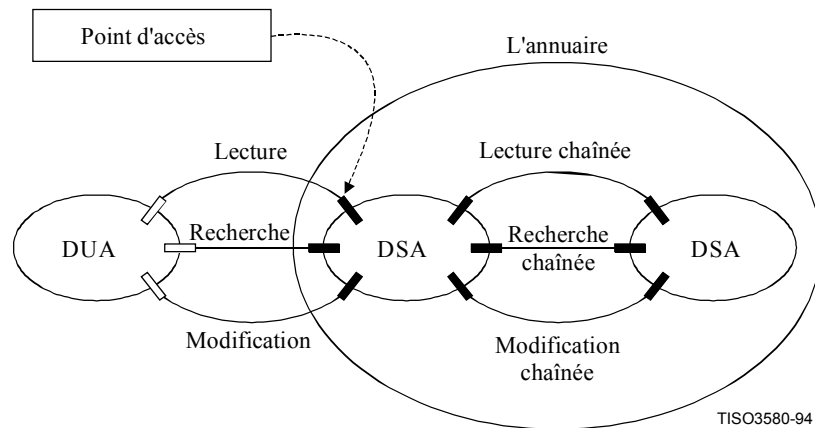 Point d'accès
L'annuaire
Lecture
Lecture chaînée
DUA
Recherche
DSA
Recherche
chaînée
DSA
Modification
Modification
chaînée
TISO3580-94